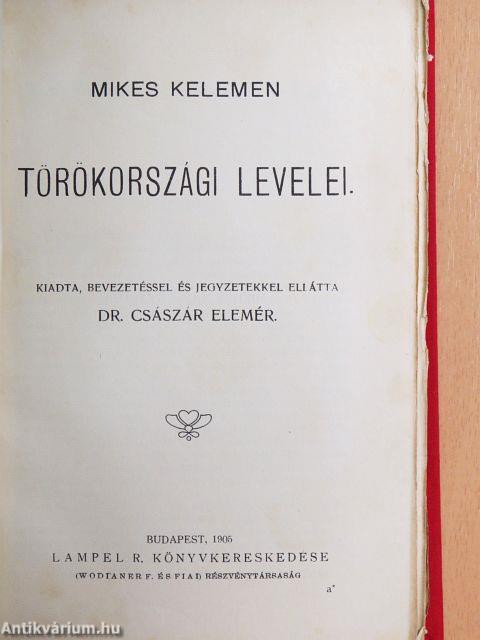 MIKES KELEMEN
TÖRÖKORSZÁGI LEVELEI.
KIADTA, BEVEZETÉSSEL ÉS JEGYZETEKKEL ELLÁTTA
DR. CSÁSZÁR ELEMÉR.
BUDAPEST, 1905
LAMPEL R. KÖNYVKERESKEDÉSE
(WODIANER F. ÉS FIAI) RÉSZVÉNYTÁRSASÁG
a*
Antikvárium.hu